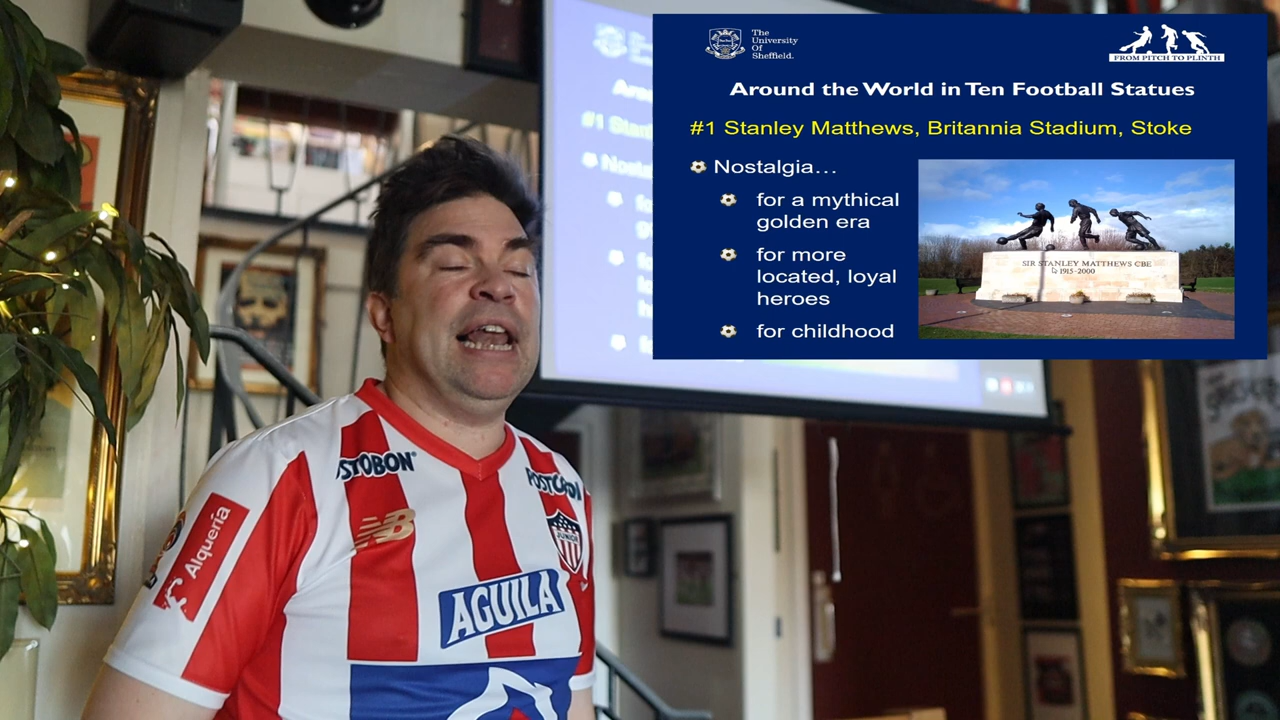 The
University
Of
Sheffield.
FROM PITCH TO PLINTH
Around the World in Ten Football Statues
#1 Stanley Matthews, Britannia Stadium, Stoke
Nostalgia…
for a mythical
golden era
for more
located, loyal
heroes
for childhood
SIR STANLEY MATTHEWS CBE
1915-2000
POSTOBON
NB
JUNIOR
Alquería
AGUILA